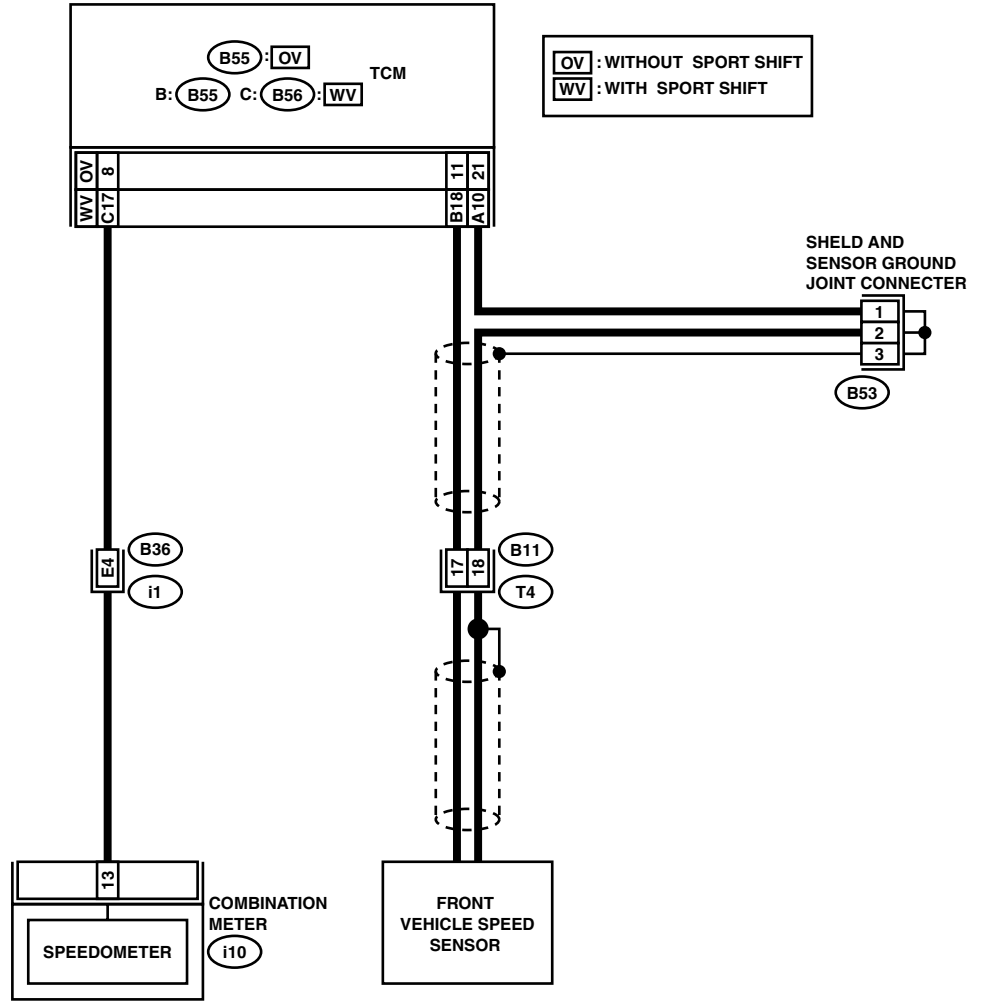 B55 : OV
TCM
B: B55 C: B56 : WV
OV : WITHOUT SPORT SHIFT
WV : WITH SPORT SHIFT
OV 8 11 21
WV C17 B18 A10
SHELD AND
SENSOR GROUND
JOINT CONNECTER
1
2
3
B53
E4
B36
i1
17 18
B11
T4
13
COMBINATION
METER
i10
SPEEDOMETER
FRONT
VEHICLE SPEED
SENSOR